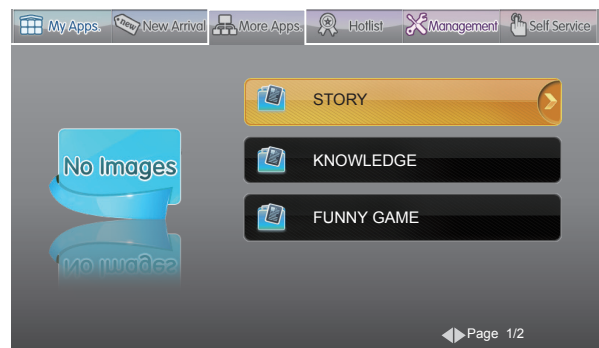 My Apps. New New Arrival More Apps. Hotlist Management Self Service
STORY
No Images
KNOWLEDGE
FUNNY GAME
Page 1/2